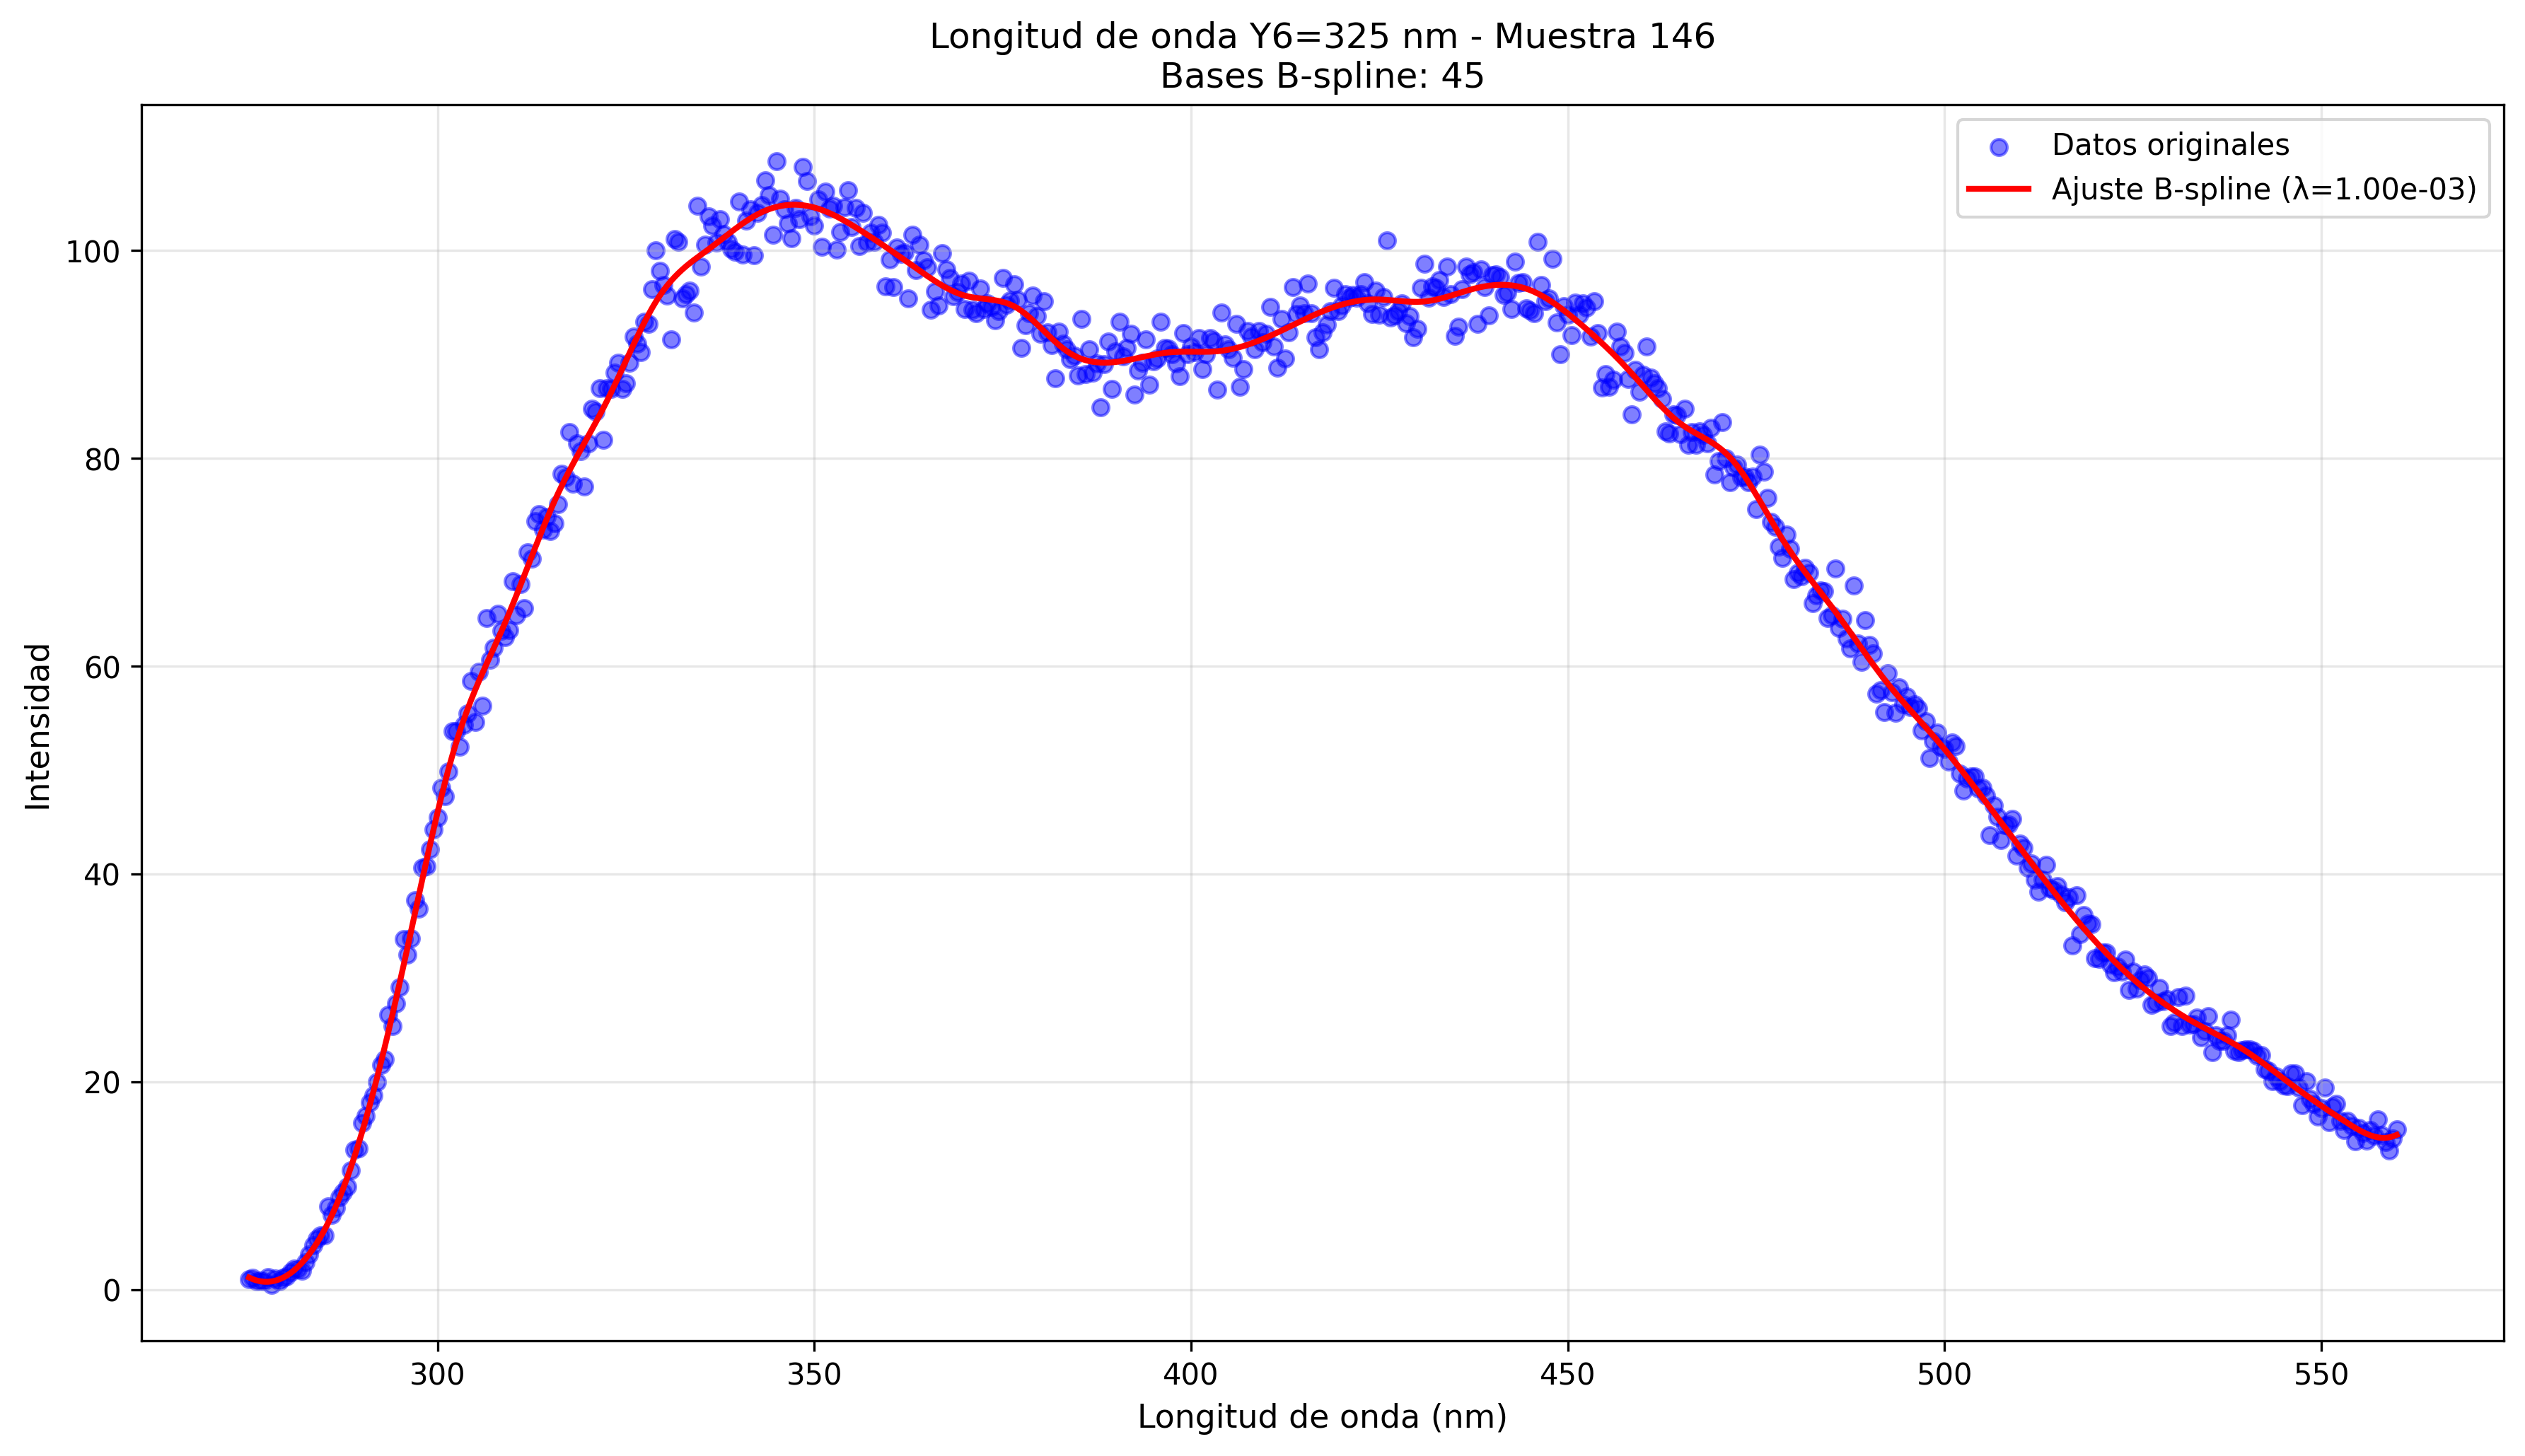 Longitud de onda Y6=325 nm - Muestra 146
Bases B-spline: 45
Datos originales
Ajuste B-spline (λ=1.00e-03)
Intensidad
100
80
60
40
20
0
300 350 400 450 500 550
Longitud de onda (nm)